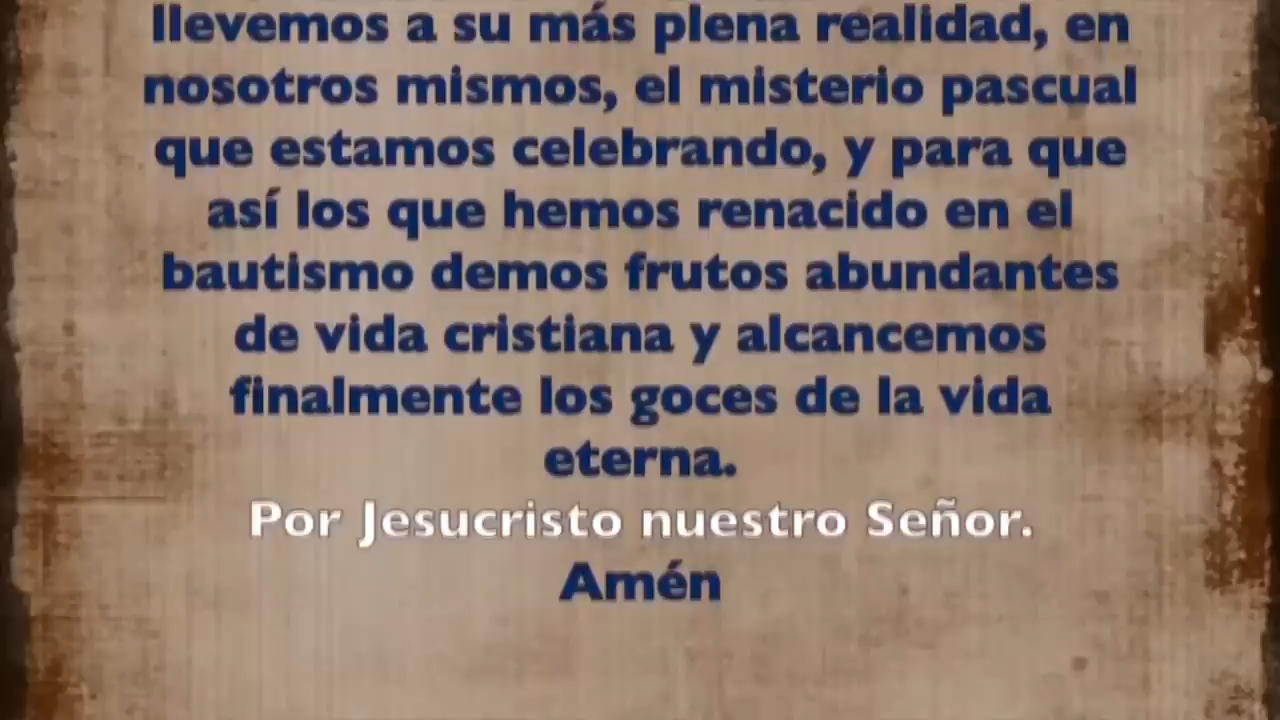 llevemos a su más plena realidad, en
nosotros mismos, el misterio pascual
que estamos celebrando, y para que
así los que hemos renacido en el
bautismo demos frutos abundantes
de vida cristiana y alcancemos
finalmente los goces de la vida
eterna.
Por Jesucristo nuestro Señor.
Amén